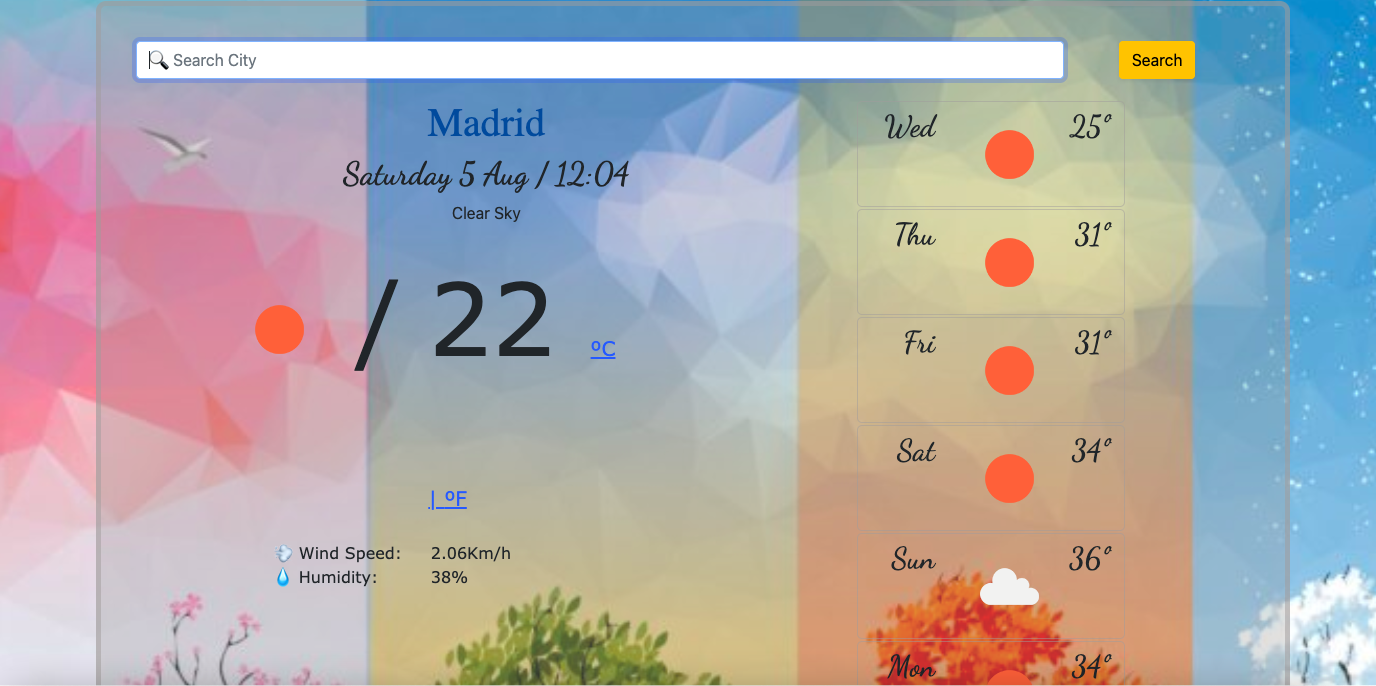 Search City
Search
Madrid
Saturday 5 Aug / 12:04
Clear Sky
/ 22 ºC
| ºF
Wind Speed: 2.06Km/h
Humidity: 38%
Wed 25º
Thu 31º
Fri 31º
Sat 34º
Sun 36º
Mon 34º